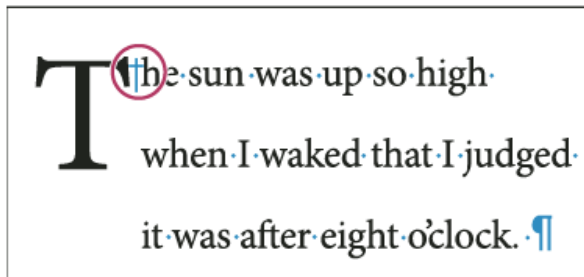 The sun was up so high
when I waked that I judged
it was after eight o’clock. ¶